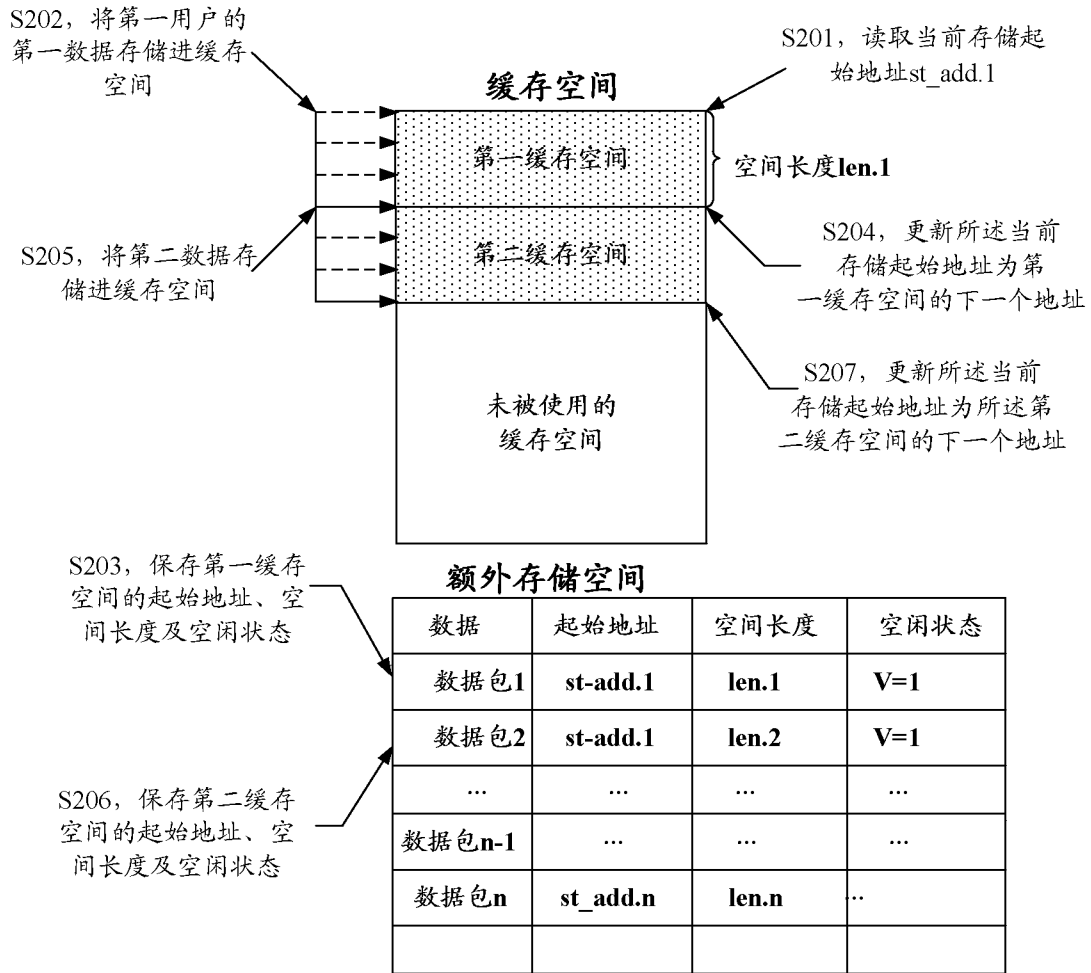 S202，将第一用户的
第一数据存储进缓存
空间
S201，读取当前存储起
始地址st_add.1
缓存空间
第一缓存空间
空间长度len.1
S205，将第二数据存
储进缓存空间
第二缓存空间
S204，更新所述当前
存储起始地址为第
一缓存空间的下一个地址
S207，更新所述当前
存储起始地址为所述第
二缓存空间的下一个地址
未被使用的
缓存空间
S203，保存第一缓存
空间的起始地址、空
间长度及空闲状态
额外存储空间
数据 起始地址 空间长度 空闲状态
数据包1 st-add.1 len.1 V=1
数据包2 st-add.1 len.2 V=1
… … … …
数据包n-1 … … …
数据包n st_add.n len.n …
S206，保存第二缓存
空间的起始地址、空
间长度及空闲状态